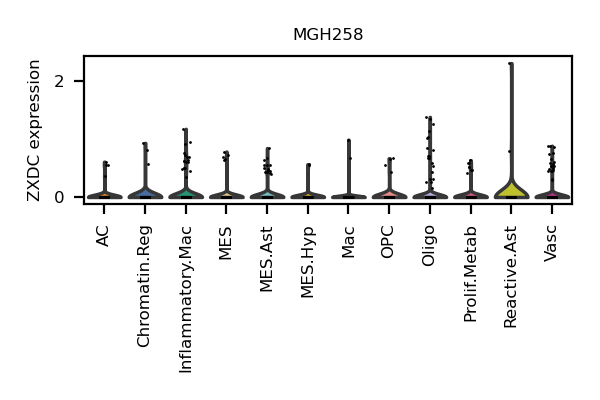 MGH258
ZXDC expression
2
0
AC
Chromatin.Reg
Inflammatory.Mac
MES
MES.Ast
MES.Hyp
Mac
OPC
Oligo
Prolif.Metab
Reactive.Ast
Vasc